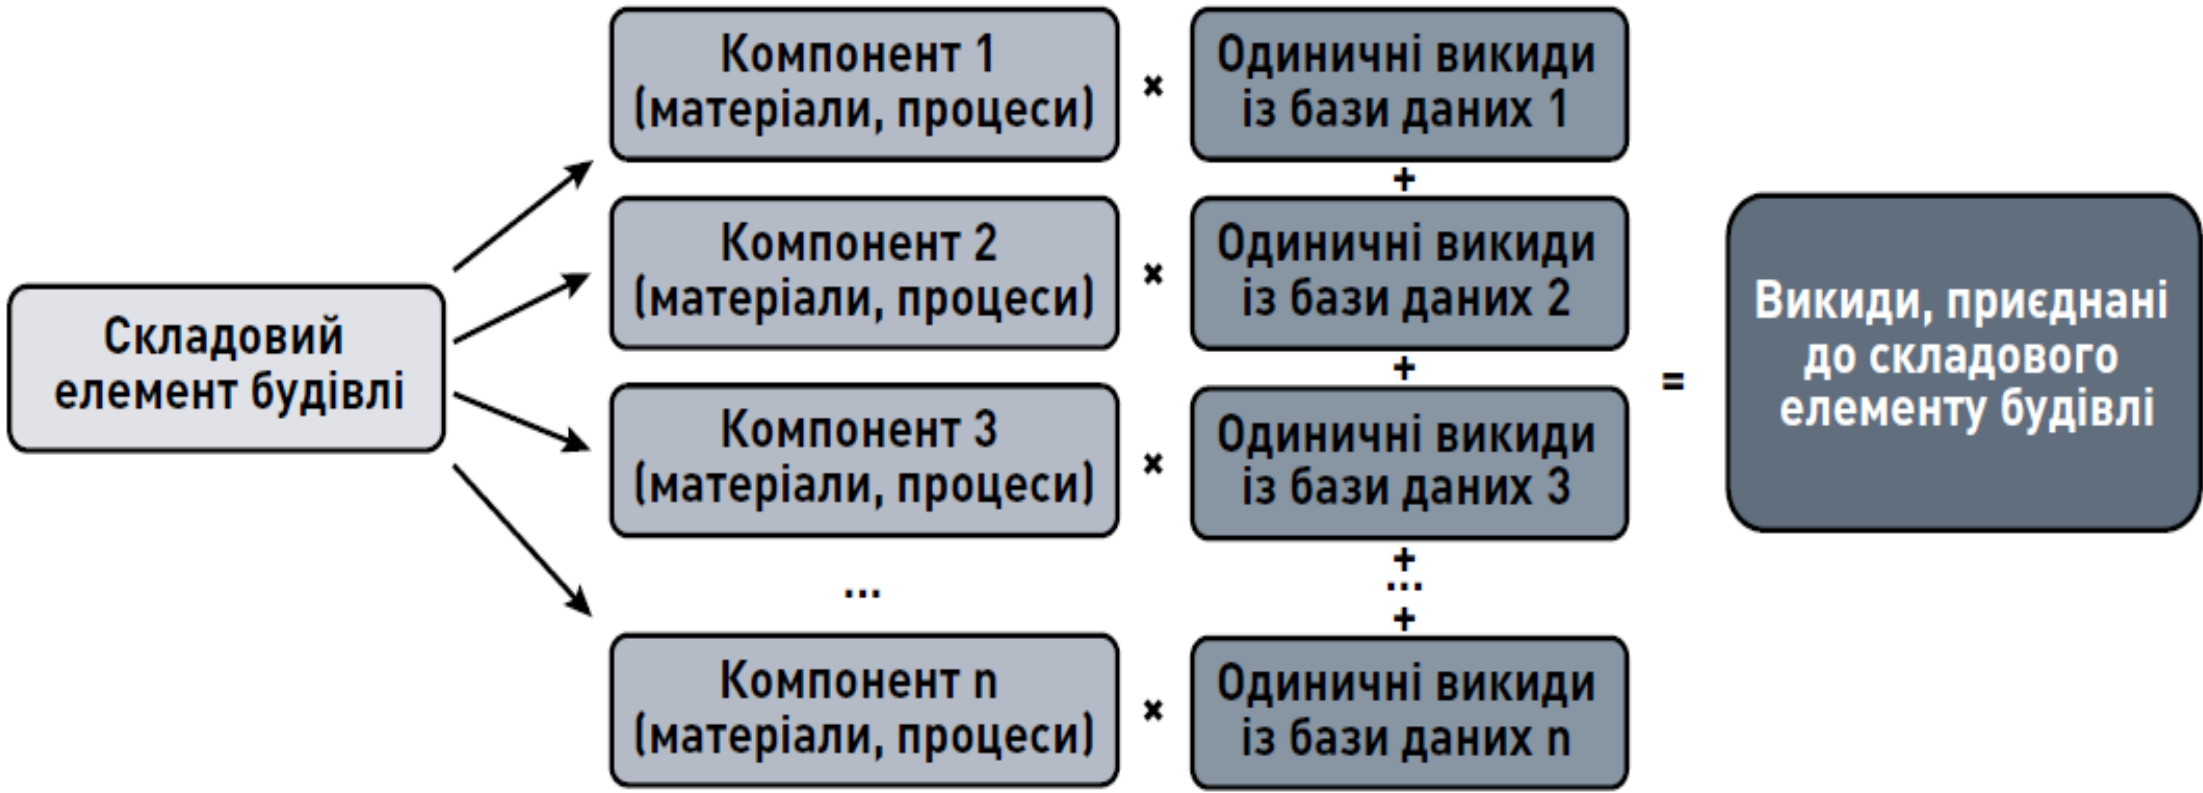 Складовий
елемент будівлі
Компонент 1
(матеріали, процеси)
×
Одиничні викиди
із бази даних 1
+
Компонент 2
(матеріали, процеси)
×
Одиничні викиди
із бази даних 2
+
Компонент 3
(матеріали, процеси)
×
Одиничні викиди
із бази даних 3
+
...
...
+
Компонент n
(матеріали, процеси)
×
Одиничні викиди
із бази даних n
=
Викиди, приєднані
до складового
елементу будівлі